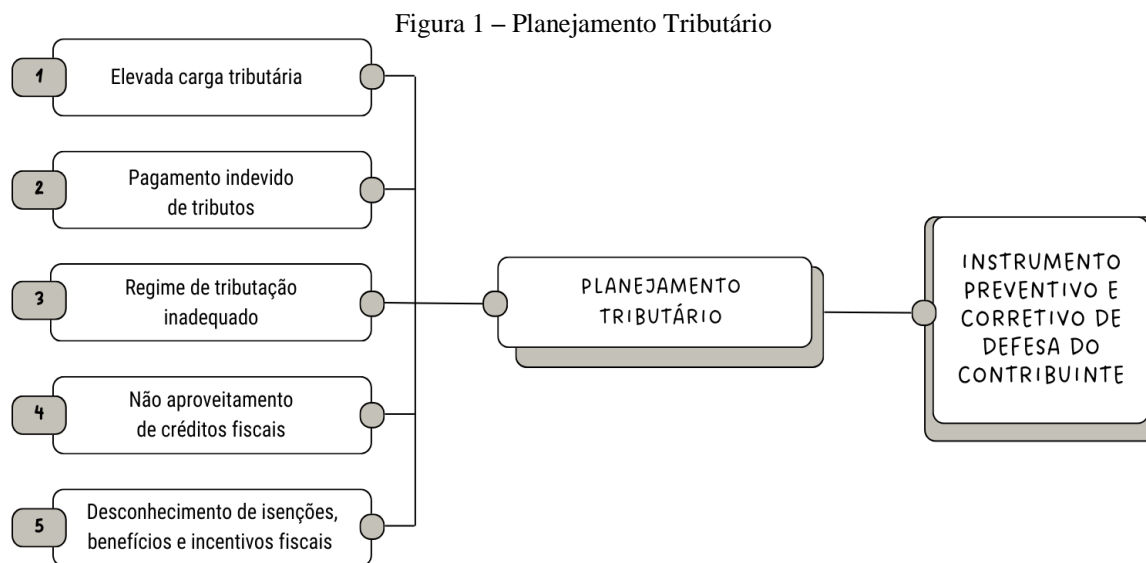 Figura 1 – Planejamento Tributário
1
Elevada carga tributária
2
Pagamento indevido
de tributos
3
Regime de tributação
inadequado
4
Não aproveitamento
de créditos fiscais
5
Desconhecimento de isenções,
benefícios e incentivos fiscais
PLANEJAMENTO
TRIBUTÁRIO
INSTRUMENTO
PREVENTIVO E
CORRETIVO DE
DEFESA DO
CONTRIBUINTE